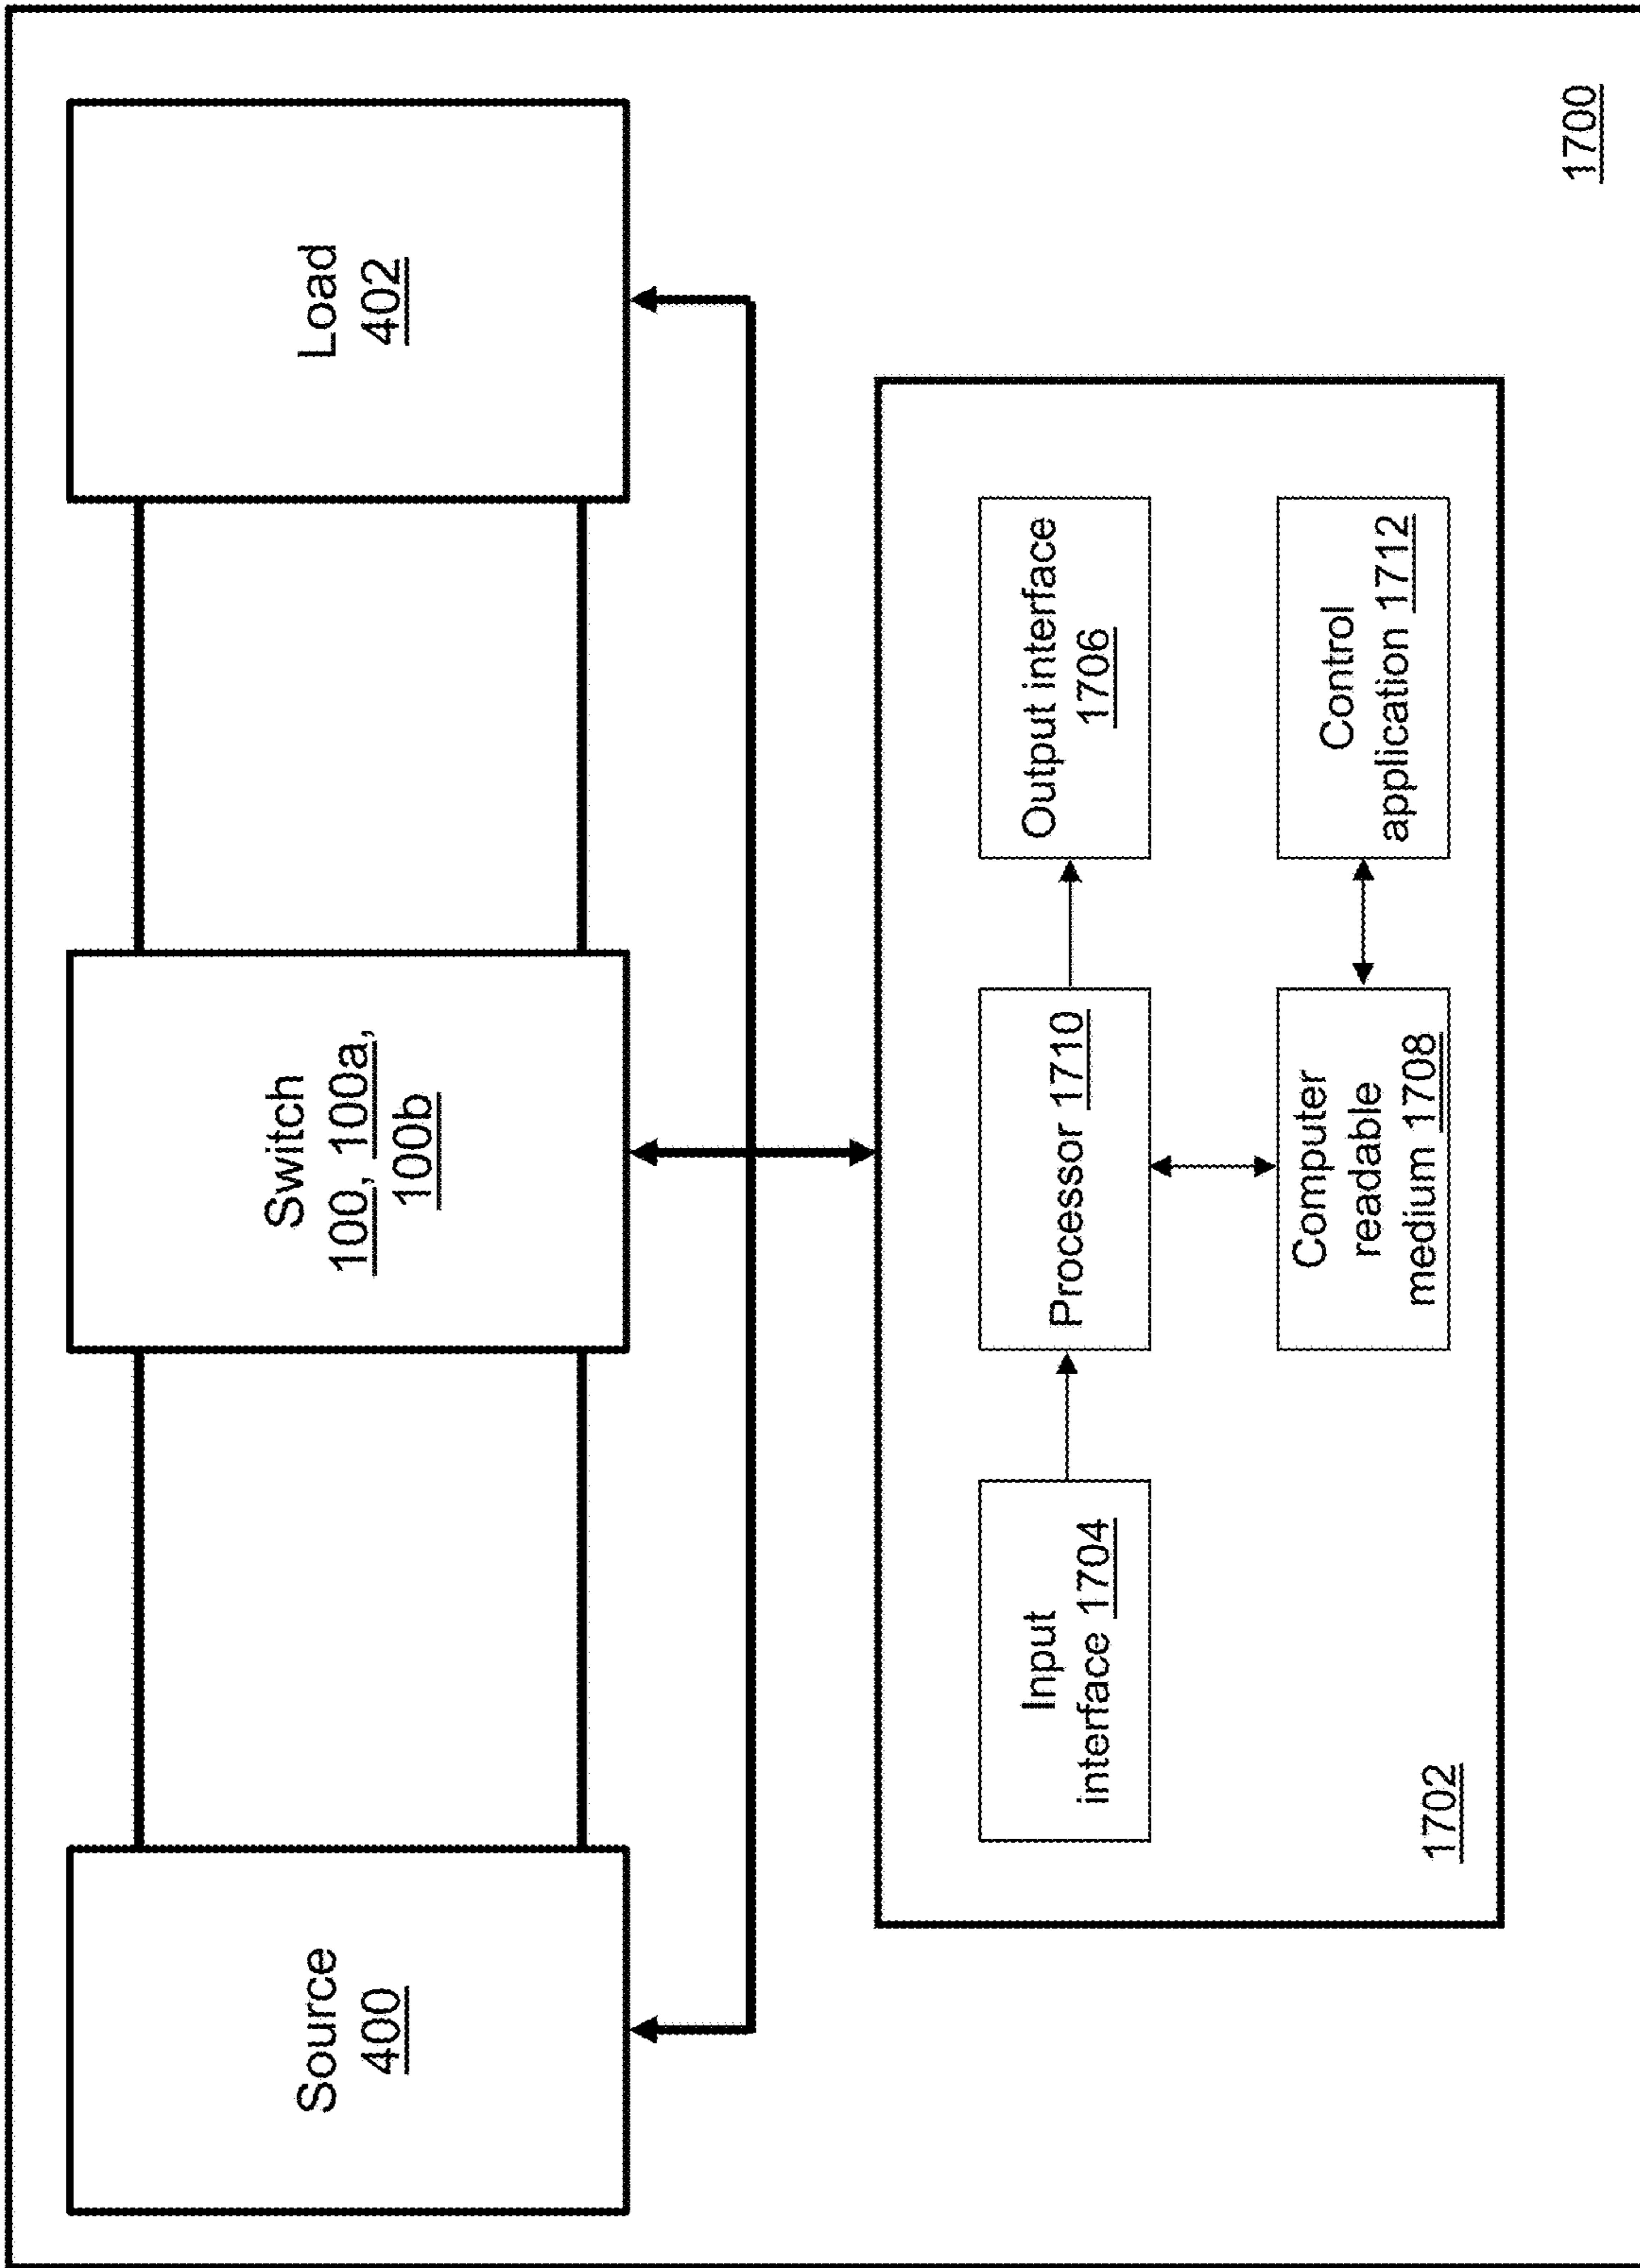 Source
400
Switch
100, 100a,
100b
Load
402
Input
interface 1704
Processor 1710
Output interface
1706
Computer
readable
medium 1708
Control
application 1712
1702
1700